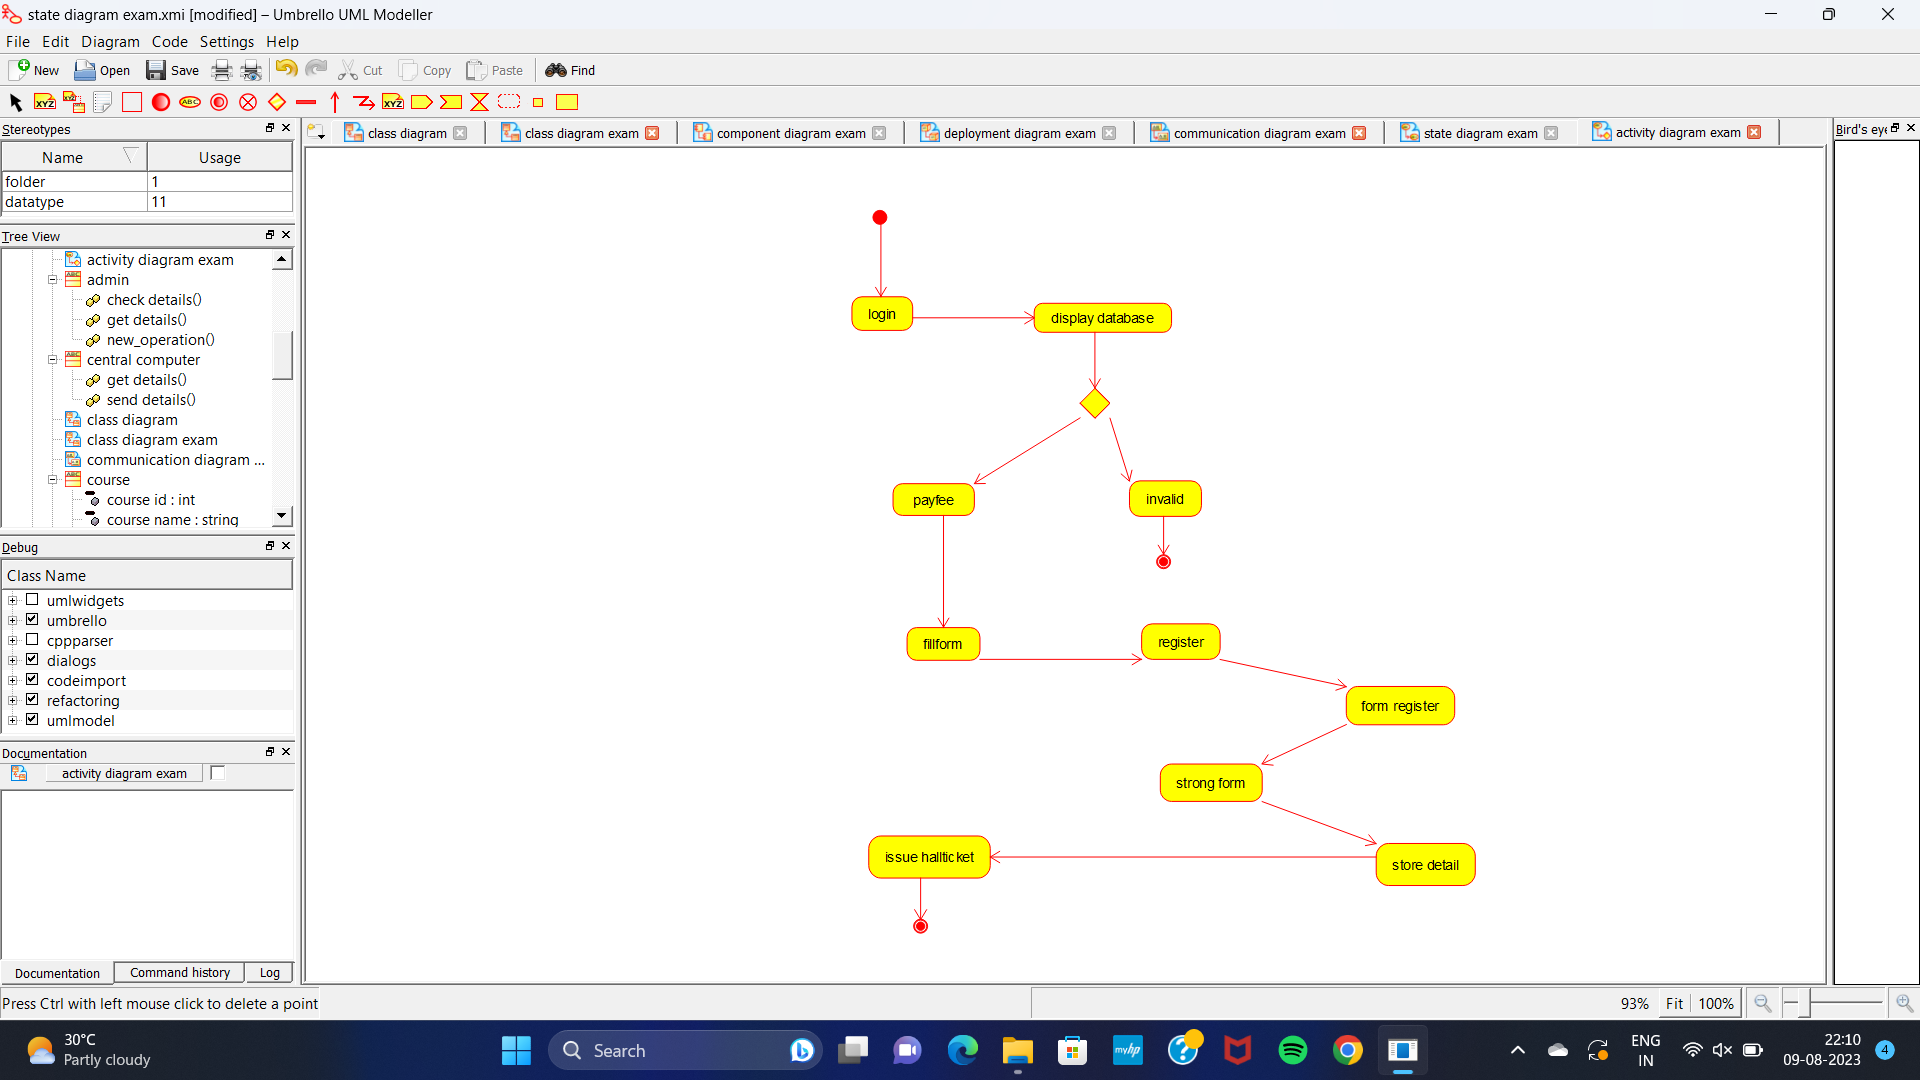 state diagram exam.xmi [modified] – Umbrello UML Modeller
File Edit Diagram Code Settings Help
New Open Save Cut Copy Paste Find
XYZ XYZ ABC XYZ
Stereotypes
Name Usage
folder 1
datatype 11
Tree View
activity diagram exam
admin
check details()
get details()
new_operation()
central computer
get details()
send details()
class diagram
class diagram exam
communication diagram ...
course
course id : int
course name : string
Debug
Class Name
umlwidgets
umbrello
cppparser
dialogs
codeimport
refactoring
umlmodel
Documentation
activity diagram exam
Documentation Command history Log
Press Ctrl with left mouse click to delete a point
class diagram class diagram exam component diagram exam deployment diagram exam communication diagram exam state diagram exam activity diagram exam
Bird's eye
login
display database
payfee
invalid
fillform
register
form register
strong form
issue hallticket
store detail
93% Fit 100%
30°C
Partly cloudy
Search
myhp
ENG
IN
22:10
09-08-2023
4